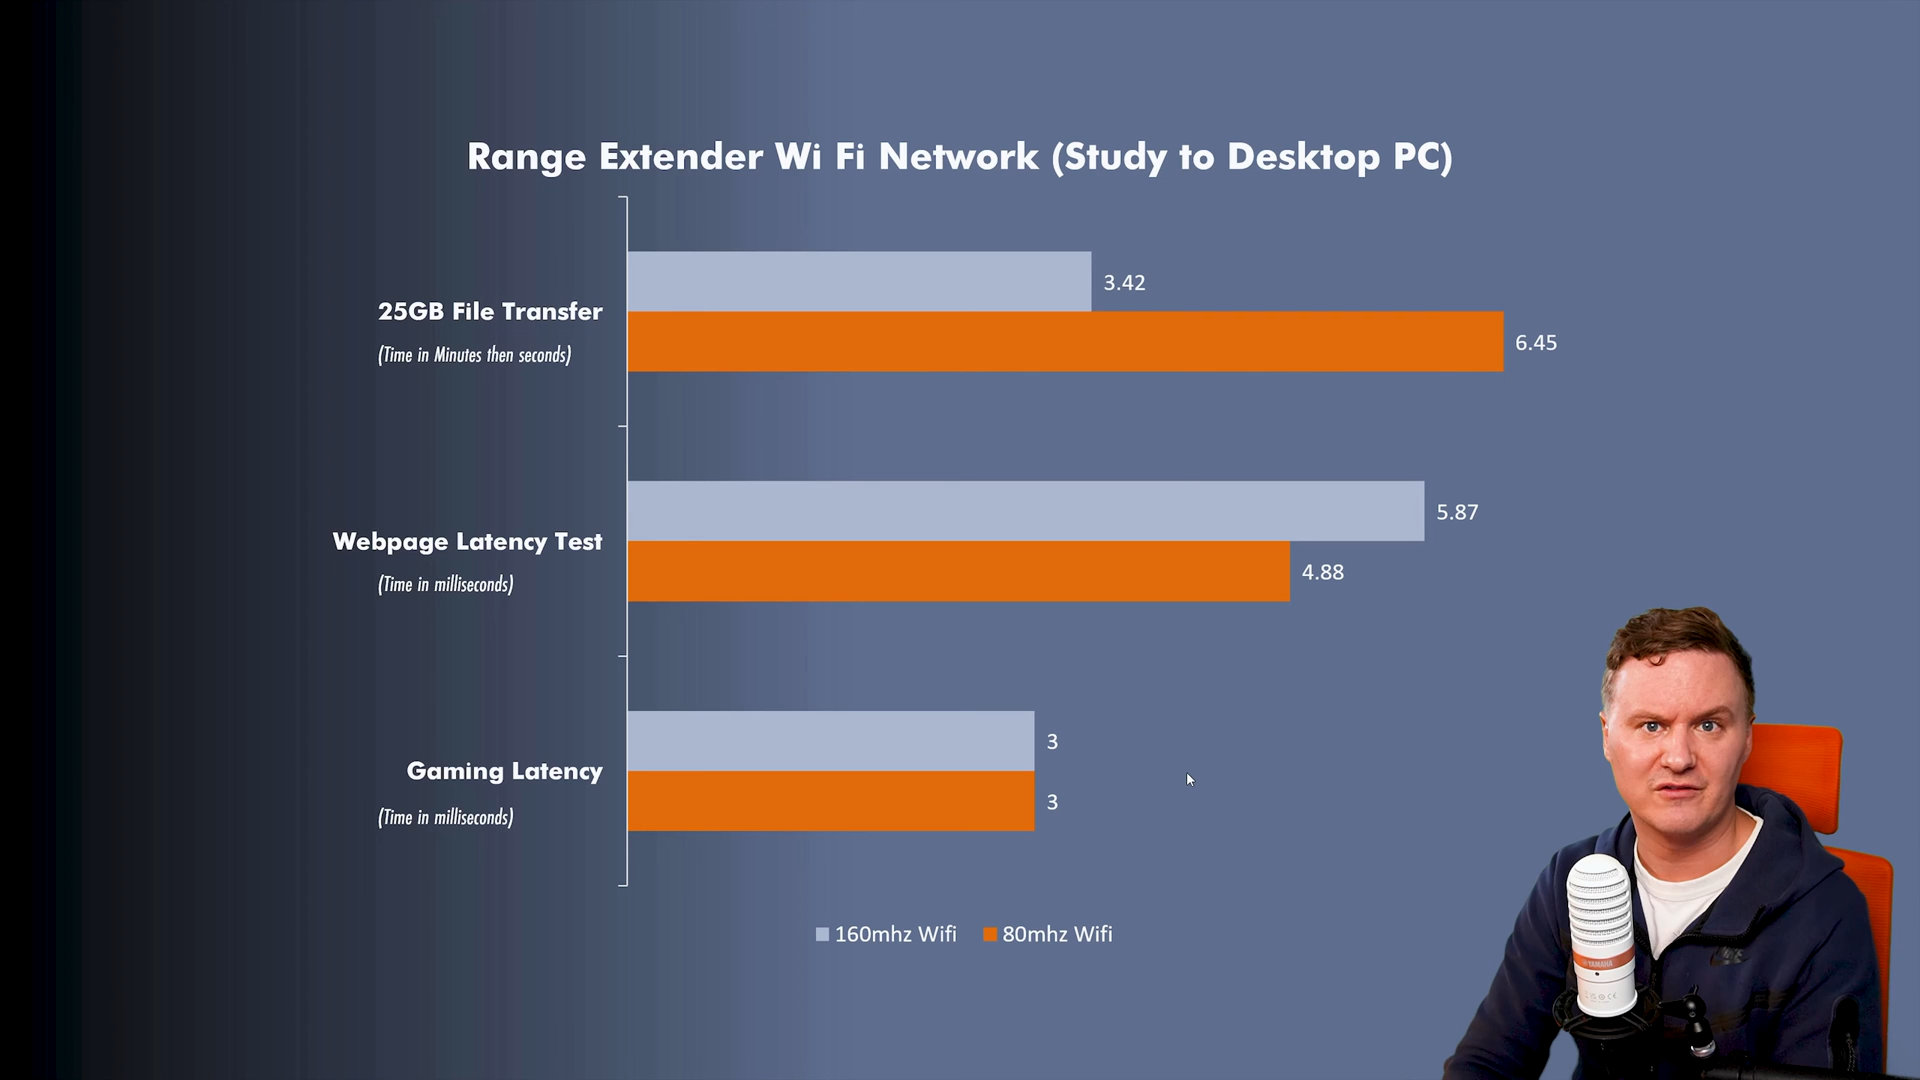 Range Extender Wi Fi Network (Study to Desktop PC)
25GB File Transfer
(Time in Minutes then seconds)
3.42
6.45
Webpage Latency Test
(Time in milliseconds)
5.87
4.88
Gaming Latency
(Time in milliseconds)
3
3
160mhz Wifi
80mhz Wifi
YAMAHA